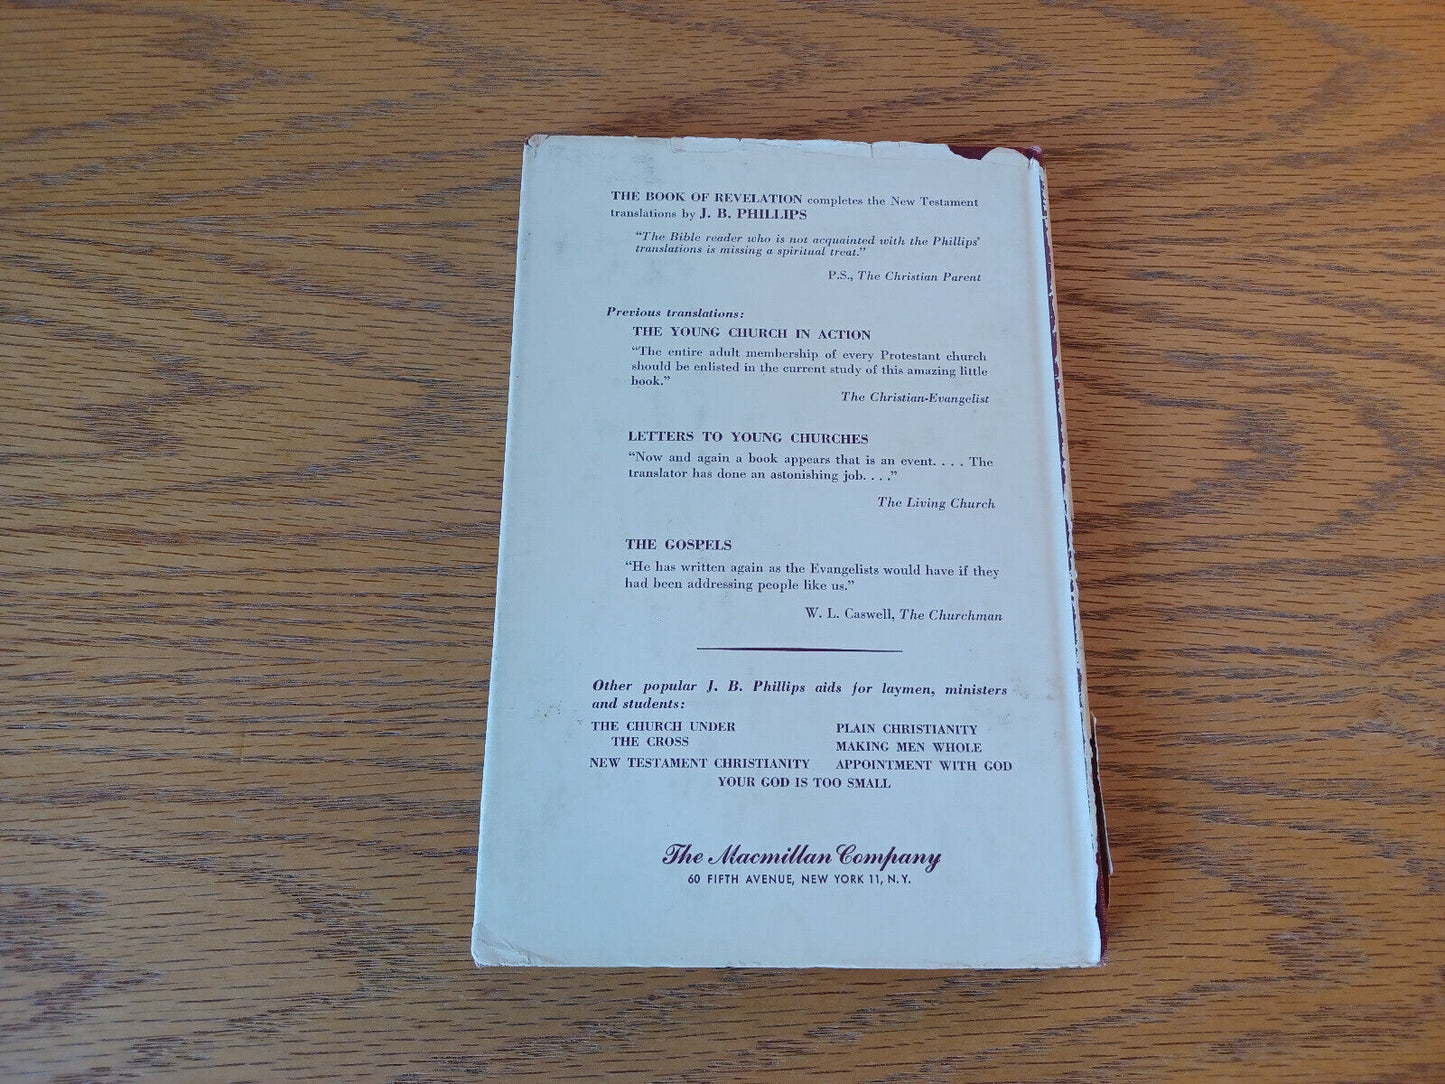 THE BOOK OF REVELATION completes the New Testament
translations by J. B. PHILLIPS
“The Bible reader who is not acquainted with the Phillips’
translations is missing a spiritual treat.”
P.S., The Christian Parent
Previous translations:
THE YOUNG CHURCH IN ACTION
“The entire adult membership of every Protestant church
should be enlisted in the current study of this amazing little
book.”
The Christian-Evangelist
LETTERS TO YOUNG CHURCHES
“Now and again a book appears that is an event. . . . The
translator has done an astonishing job. . . .”
The Living Church
THE GOSPELS
“He has written again as the Evangelists would have if they
had been addressing people like us.”
W. L. Caswell, The Churchman
Other popular J. B. Phillips aids for laymen, ministers
and students:
THE CHURCH UNDER
THE CROSS
NEW TESTAMENT CHRISTIANITY
PLAIN CHRISTIANITY
MAKING MEN WHOLE
APPOINTMENT WITH GOD
YOUR GOD IS TOO SMALL
The Macmillan Company
60 FIFTH AVENUE, NEW YORK 11, N.Y.